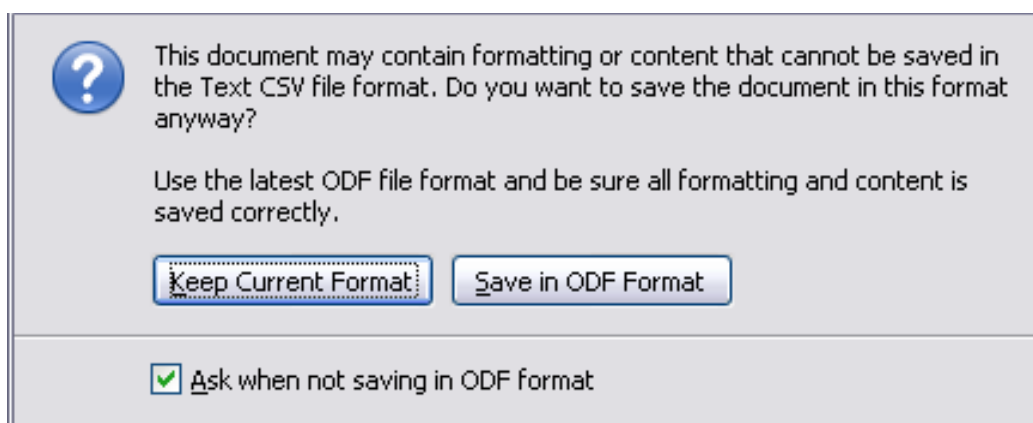 This document may contain formatting or content that cannot be saved in
the Text CSV file format. Do you want to save the document in this format
anyway?
Use the latest ODF file format and be sure all formatting and content is
saved correctly.
Keep Current Format
Save in ODF Format
Ask when not saving in ODF format